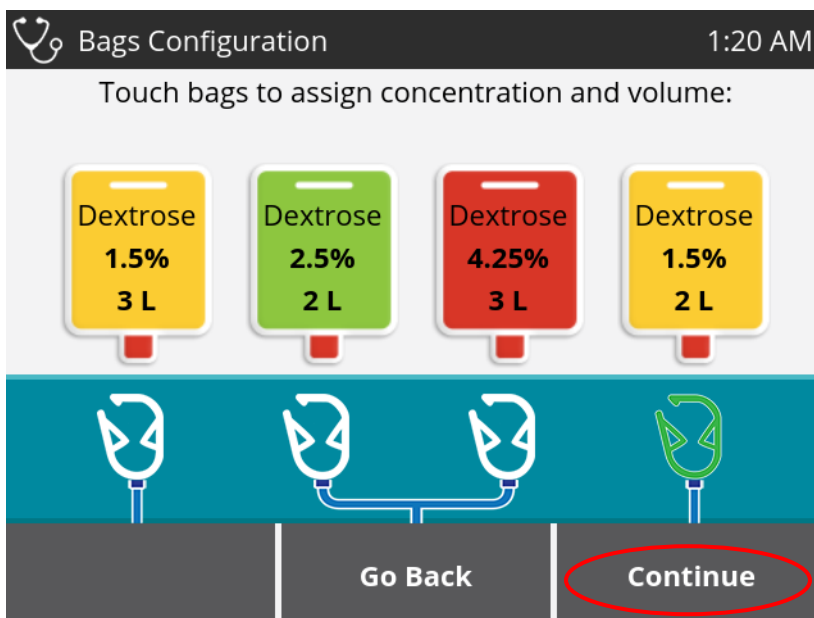 Bags Configuration 1:20 AM
Touch bags to assign concentration and volume:
Dextrose Dextrose Dextrose Dextrose
1.5% 2.5% 4.25% 1.5%
3 L 2 L 3 L 2 L
Go Back Continue